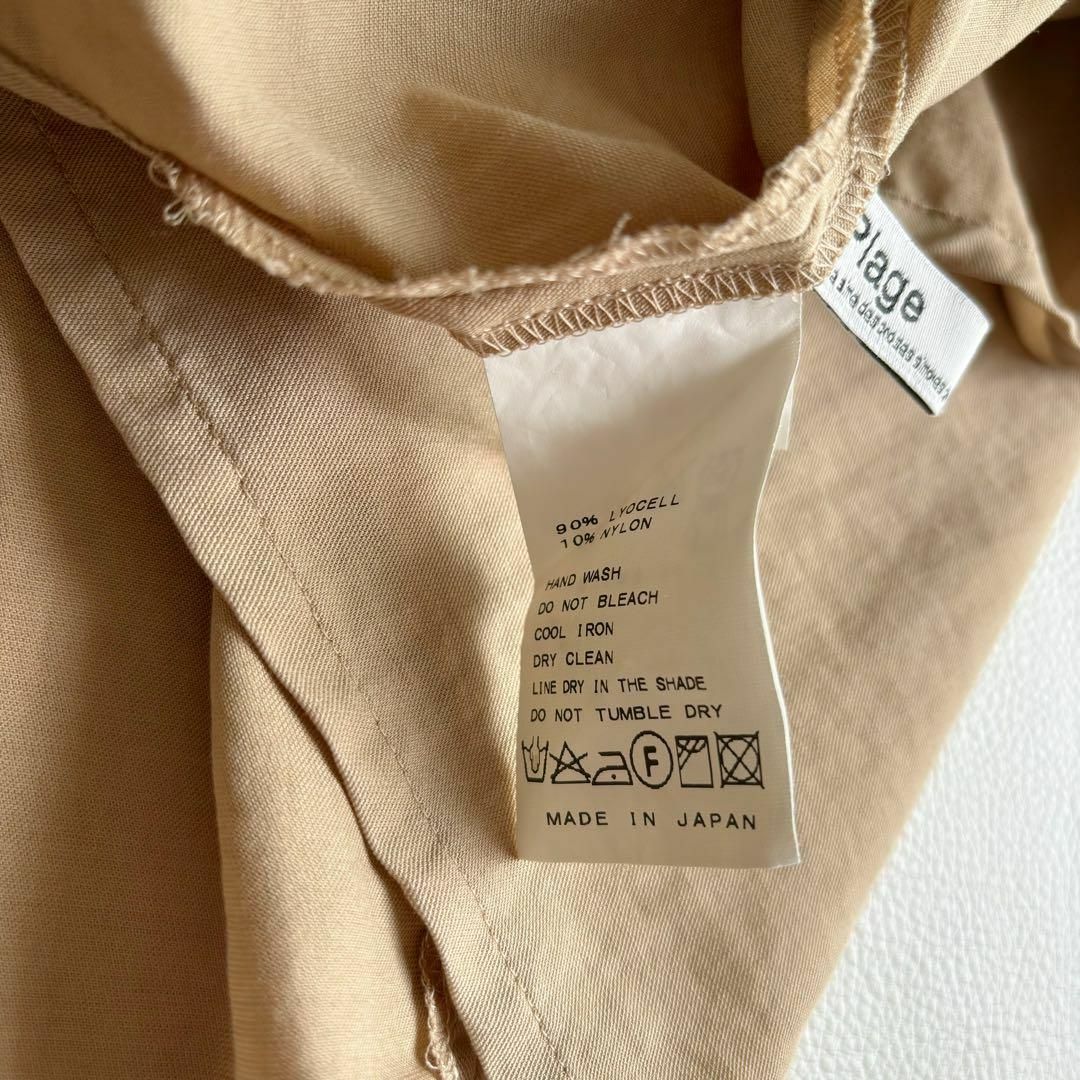 Plage
90% LYOCELL
10% NYLON
HAND WASH
DO NOT BLEACH
COOL IRON
DRY CLEAN
LINE DRY IN THE SHADE
DO NOT TUMBLE DRY
F
MADE IN JAPAN